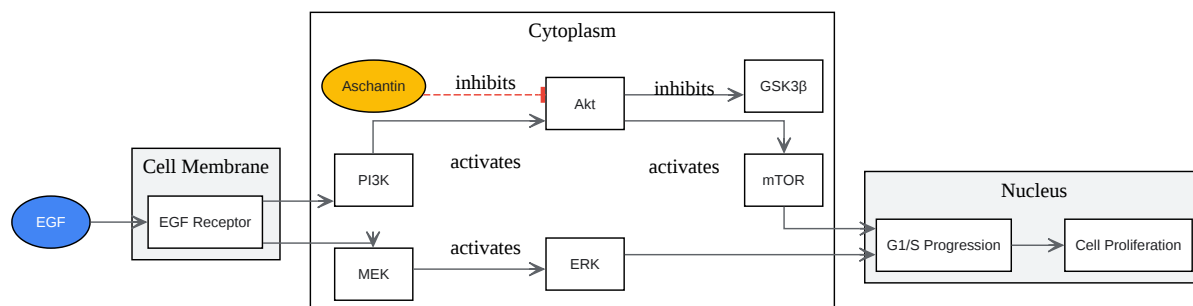 Cytoplasm
Aschantin
inhibits
Akt
inhibits
GSK3β
Cell Membrane
EGF
EGF Receptor
PI3K
activates
activates
mTOR
MEK
activates
ERK
Nucleus
G1/S Progression
Cell Proliferation